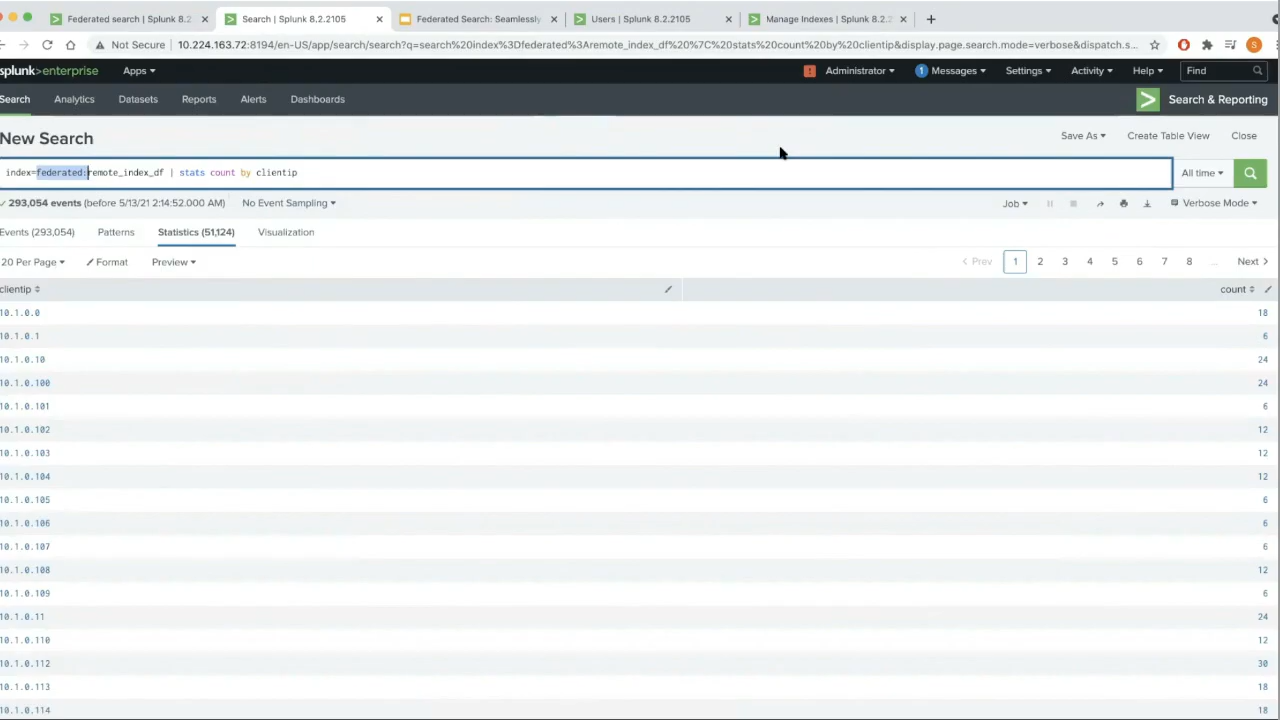 Federated search | Splunk 8.2
Search | Splunk 8.2.2105
Federated Search: Seamlessly
Users | Splunk 8.2.2105
Manage Indexes | Splunk 8.2.
Not Secure | 10.224.163.72:8194/en-US/app/search/search?q=search%20index%3Dfederated%3Aremote_index_df%20%7C%20stats%20count%20by%20clientip&display.page.search.mode=verbose&dispatch.s...
S
splunk>enterprise Apps
! Administrator 1 Messages Settings Activity Help Find
Search Analytics Datasets Reports Alerts Dashboards > Search & Reporting
New Search Save As Create Table View Close
index=federated:remote_index_df | stats count by clientip All time
293,054 events (before 5/13/21 2:14:52.000 AM) No Event Sampling Job Verbose Mode
Events (293,054) Patterns Statistics (51,124) Visualization
20 Per Page Format Preview < Prev 1 2 3 4 5 6 7 8 ... Next >
clientip count
10.1.0.0 18
10.1.0.1 6
10.1.0.10 24
10.1.0.100 24
10.1.0.101 6
10.1.0.102 12
10.1.0.103 12
10.1.0.104 12
10.1.0.105 6
10.1.0.106 6
10.1.0.107 6
10.1.0.108 12
10.1.0.109 6
10.1.0.11 24
10.1.0.110 12
10.1.0.112 30
10.1.0.113 18
10.1.0.114 18